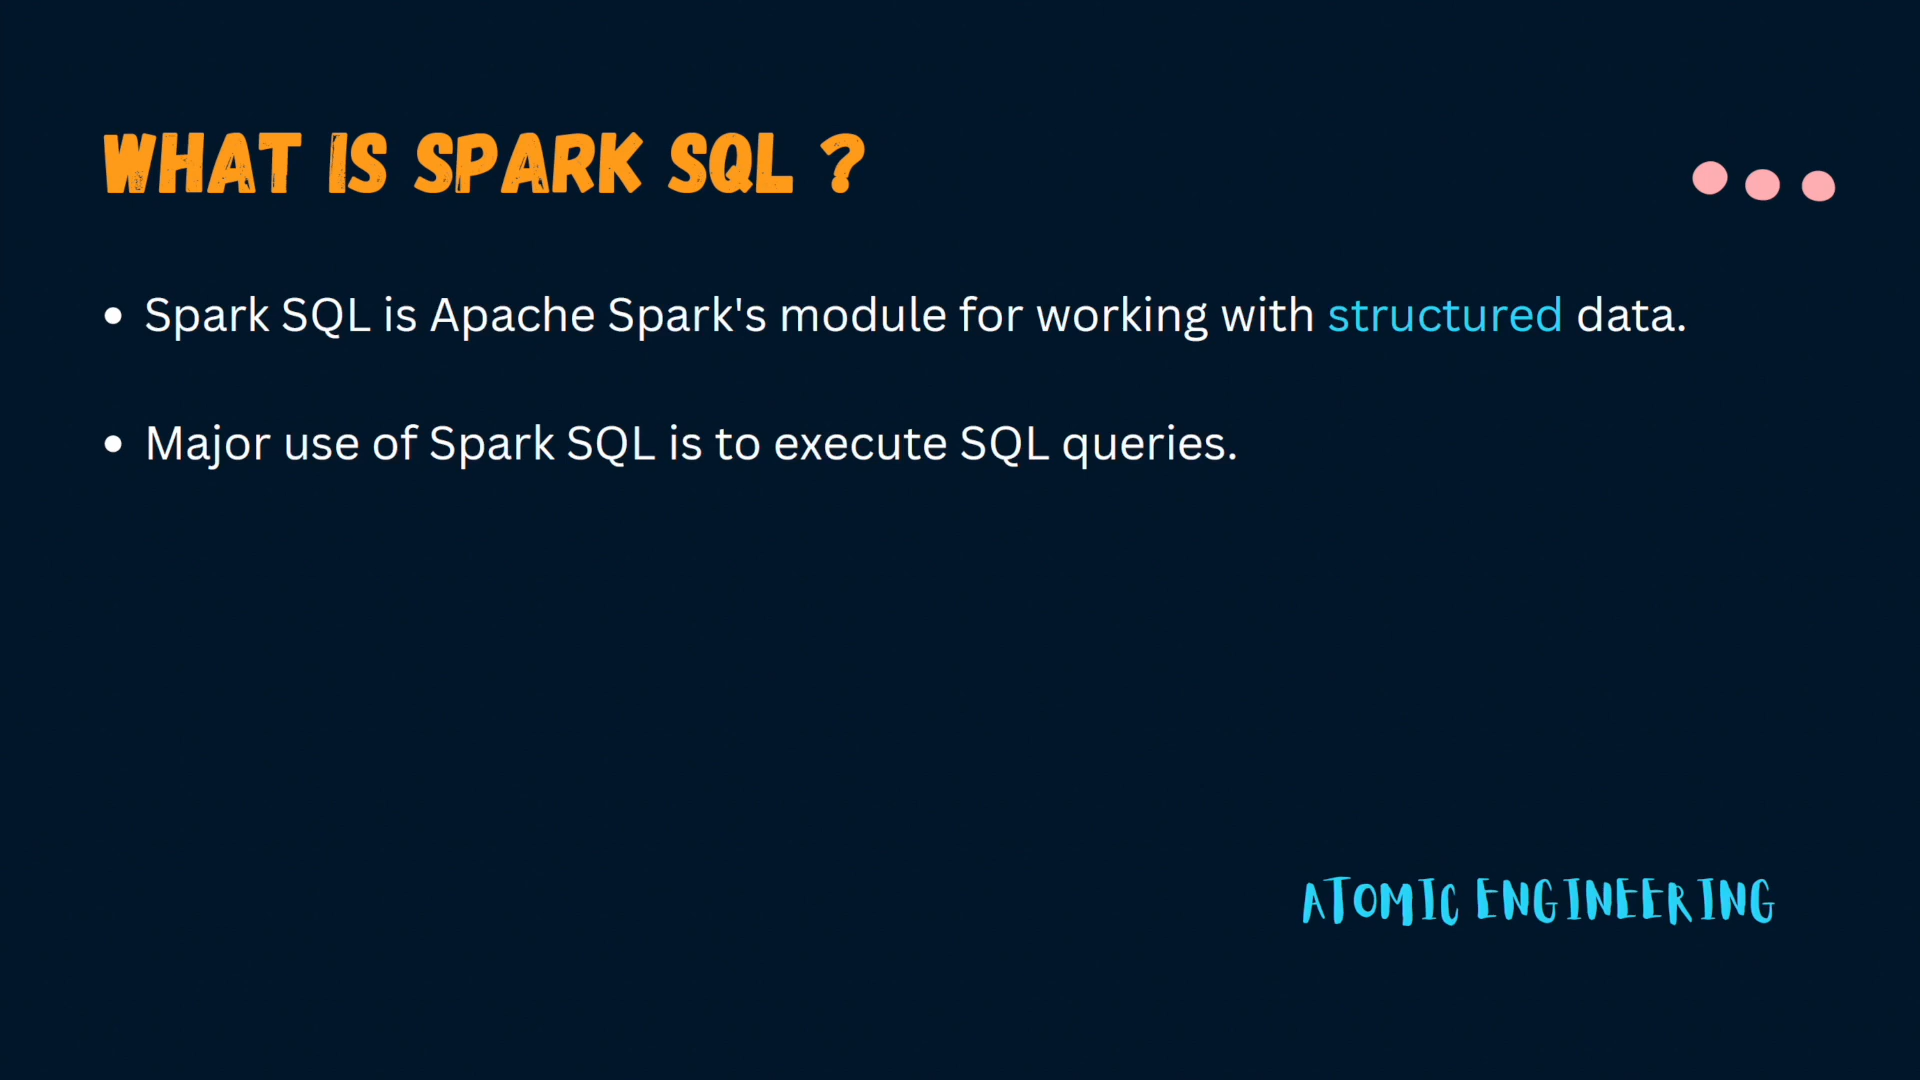 WHAT IS SPARK SQL ?
• Spark SQL is Apache Spark's module for working with structured data.
• Major use of Spark SQL is to execute SQL queries.
ATOMIC ENGINEERING